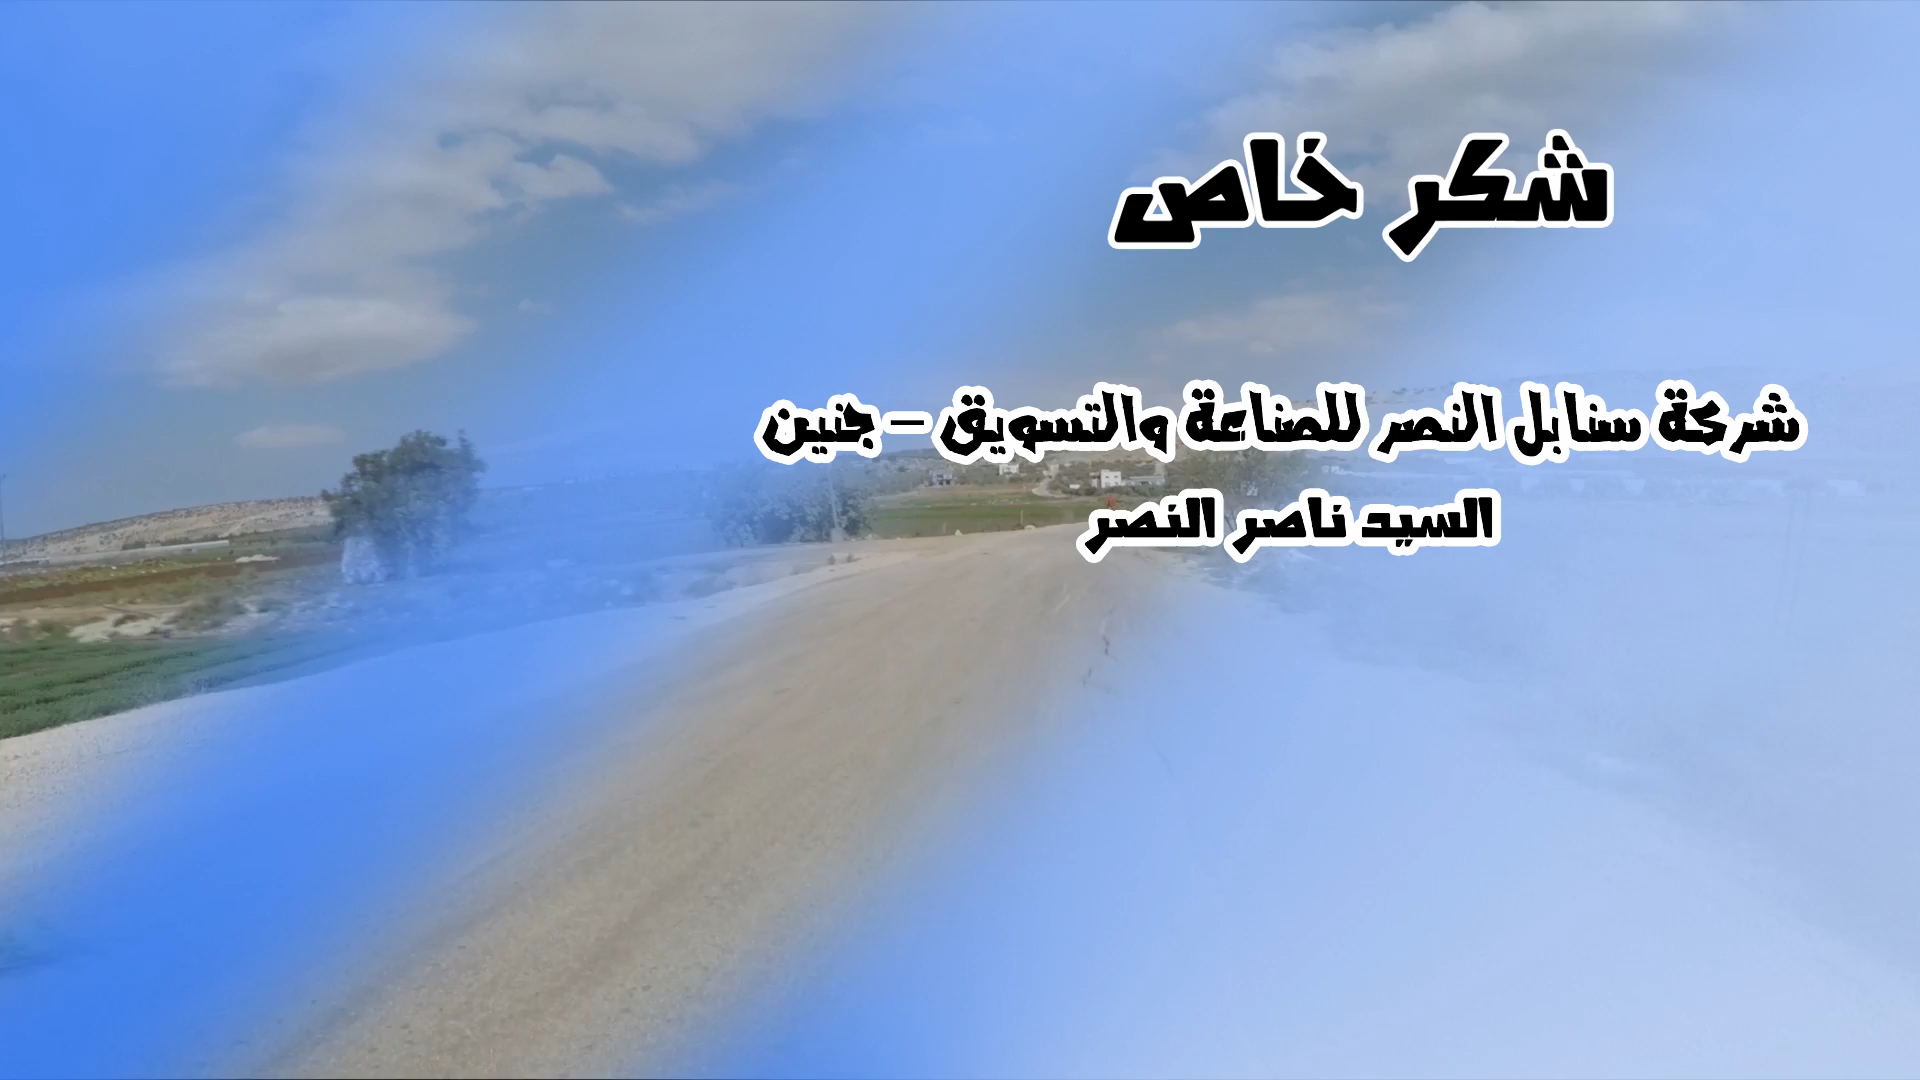 شكر خاص
شركة سنابل النصر للصناعة والتسويق – جنين
السيد ناصر النصر